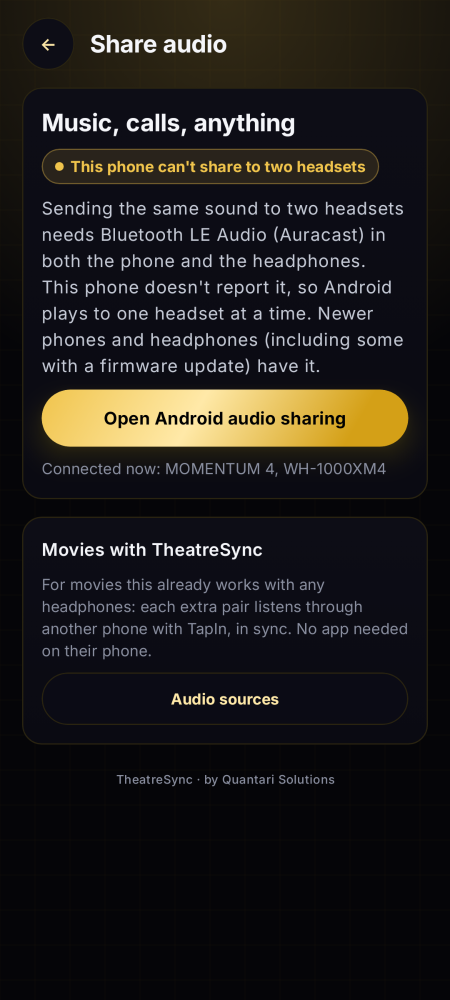 Share audio
Music, calls, anything
This phone can't share to two headsets
Sending the same sound to two headsets
needs Bluetooth LE Audio (Auracast) in
both the phone and the headphones.
This phone doesn't report it, so Android
plays to one headset at a time. Newer
phones and headphones (including some
with a firmware update) have it.
Open Android audio sharing
Connected now: MOMENTUM 4, WH-1000XM4
Movies with TheatreSync
For movies this already works with any
headphones: each extra pair listens through
another phone with TapIn, in sync. No app needed
on their phone.
Audio sources
TheatreSync · by Quantari Solutions